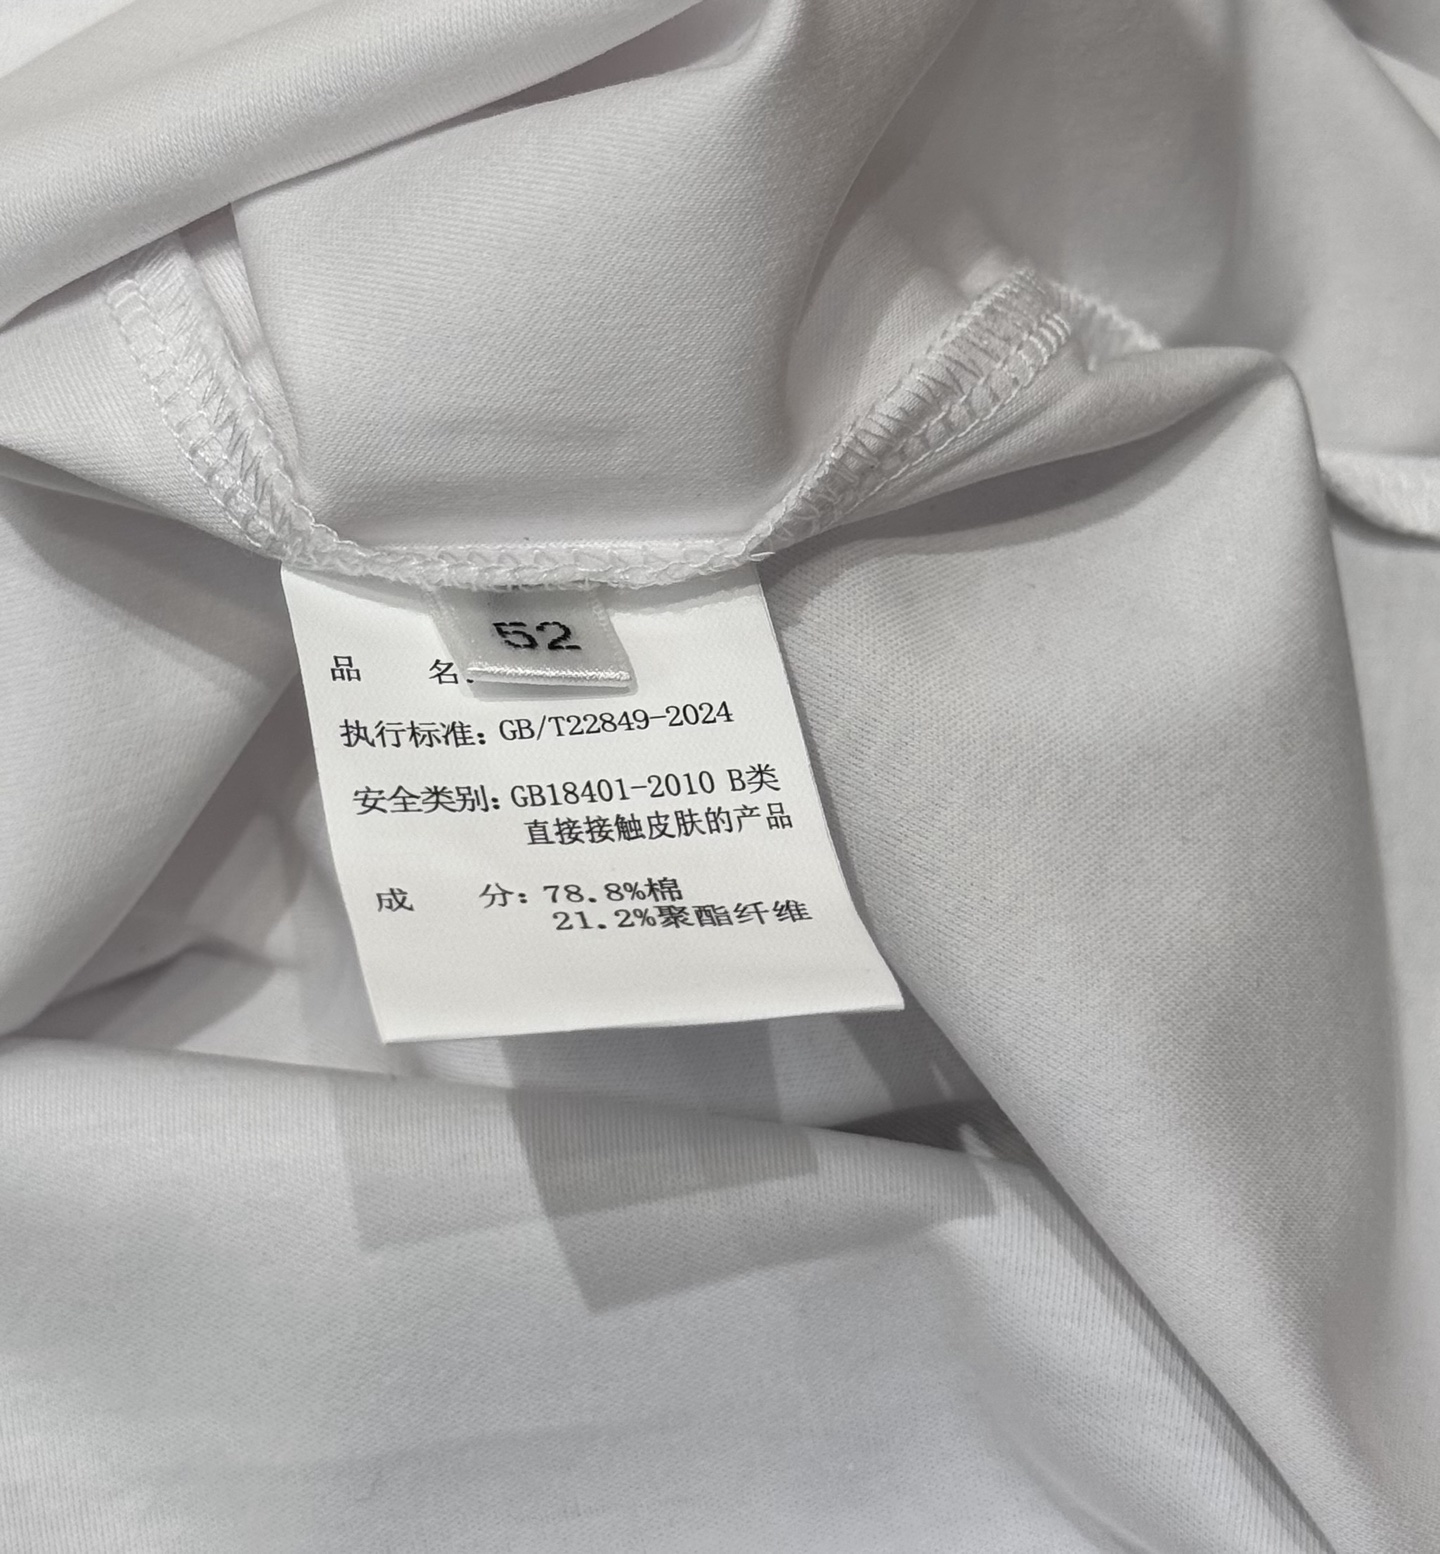 52
品 名:
执行标准: GB/T22849-2024
安全类别: GB18401-2010 B类
直接接触皮肤的产品
成 分: 78.8%棉
21.2%聚酯纤维